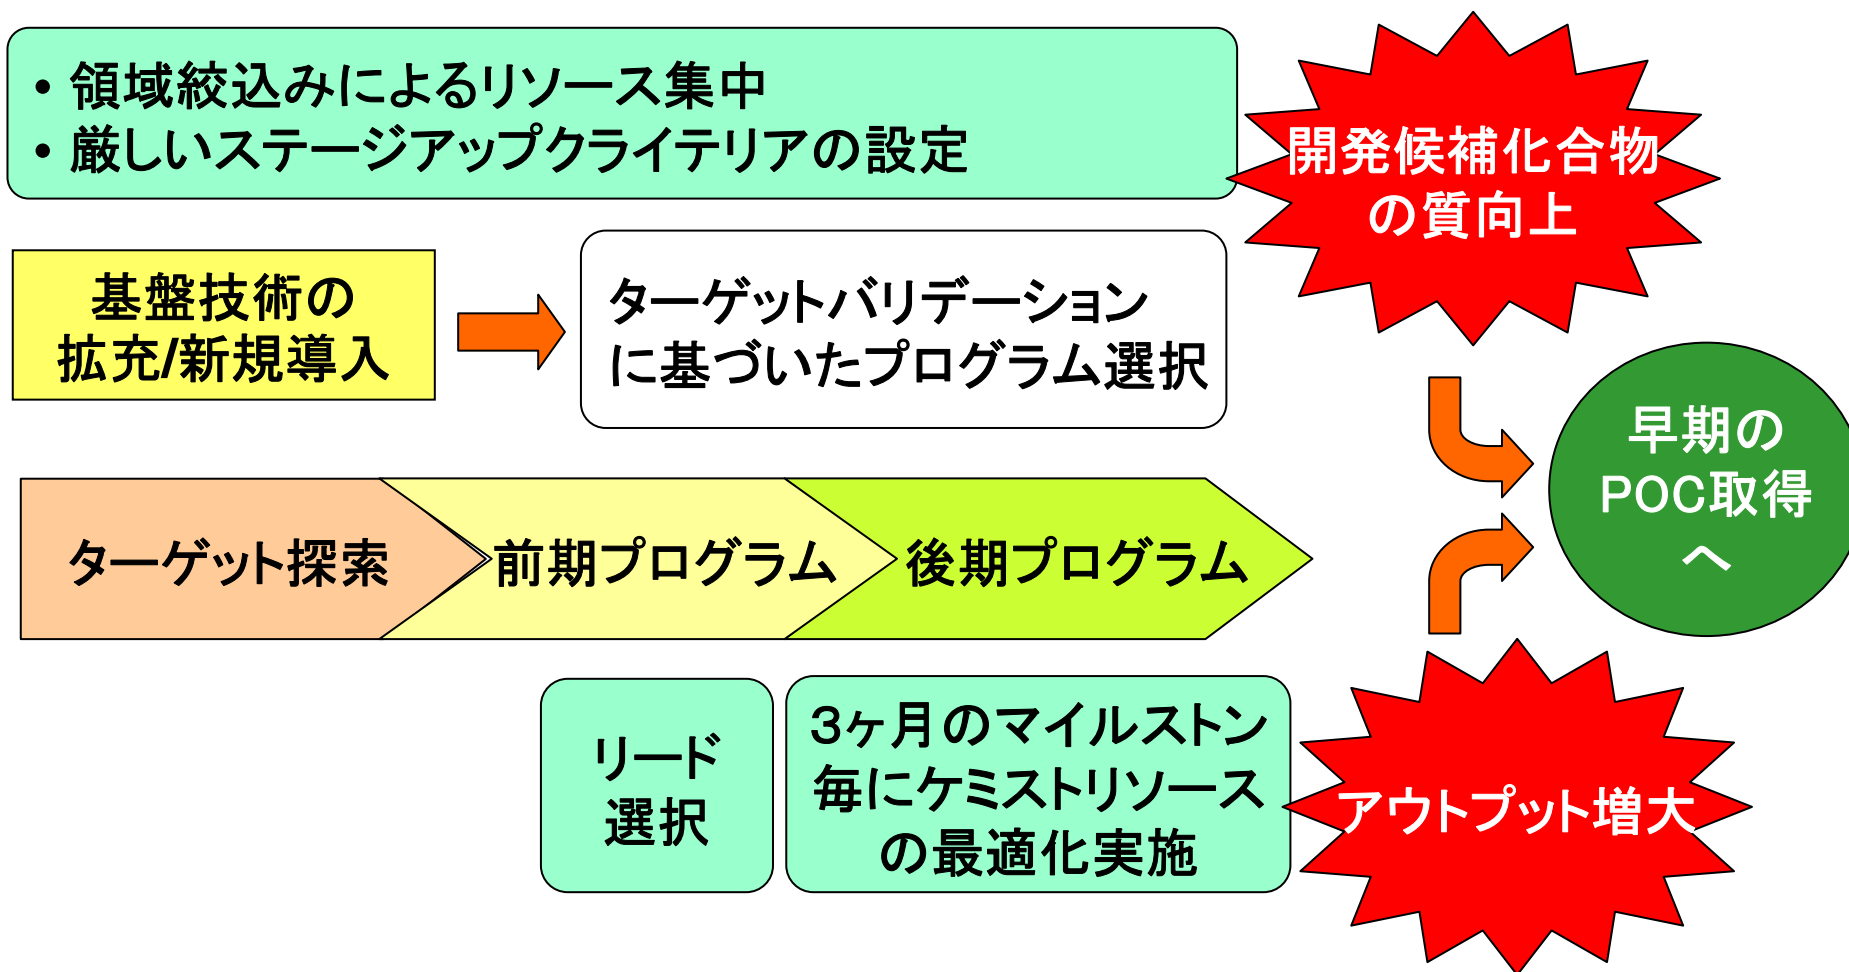 • 領域絞込みによるリソース集中
• 厳しいステージアップクライテリアの設定
開発候補化合物
の質向上
基盤技術の
拡充/新規導入
ターゲットバリデーション
に基づいたプログラム選択
早期の
POC取得
へ
ターゲット探索
前期プログラム
後期プログラム
リード
選択
3ヶ月のマイルストン
毎にケミストリソース
の最適化実施
アウトプット増大